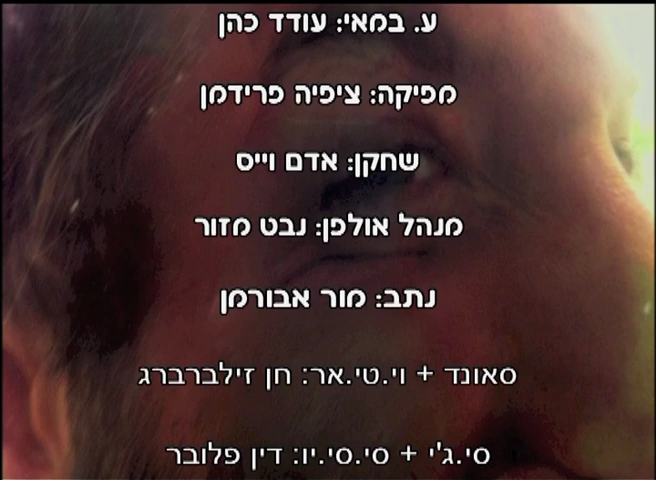 ע. במאי: עודד כהן
מפיקה: ציפיה פרידמן
שחקן: אדם וייס
מנהל אולפן: נבט מזור
נתב: מור אבורמן
סאונד + וי.טי.אר: חן זילברברג
סי.ג'י + סי.סי.יו: דין פלובר